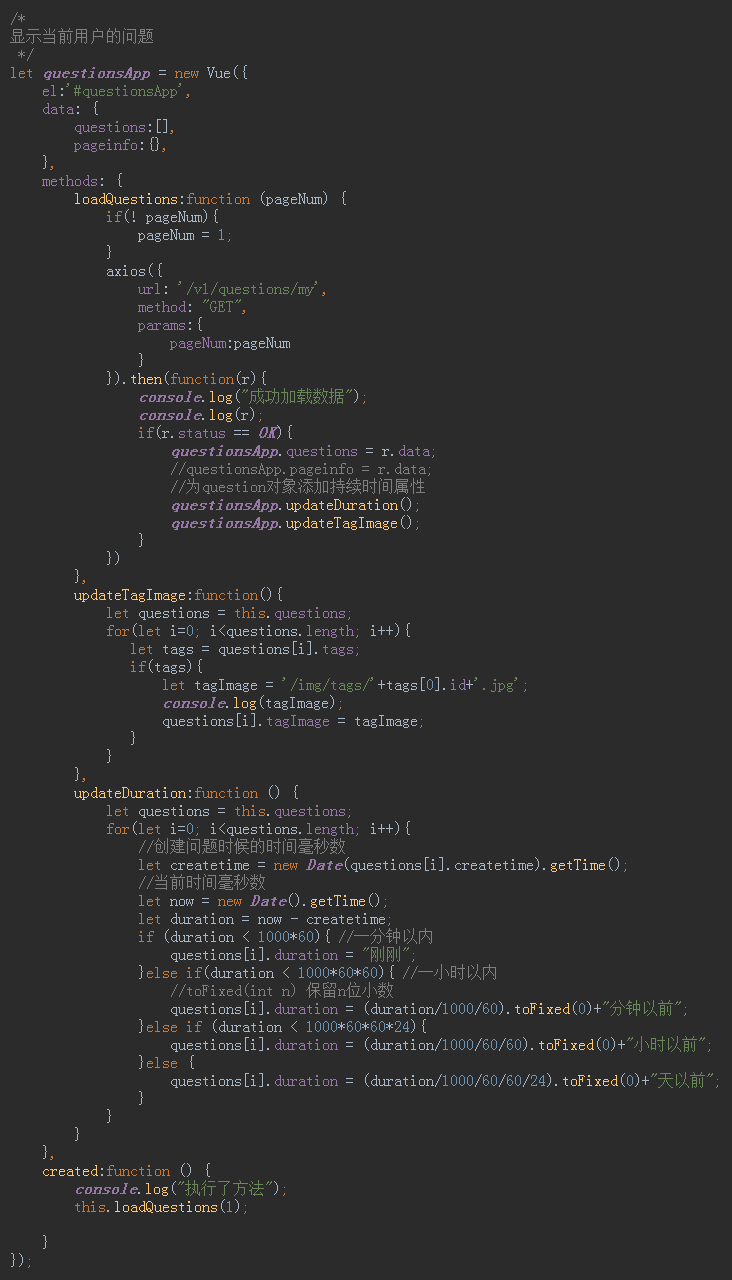 /*
显示当前用户的问题
 */
let questionsApp = new Vue({
    el:'#questionsApp',
    data: {
        questions:[],
        pageinfo:{},
    },
    methods: {
        loadQuestions:function (pageNum) {
            if(! pageNum){
                pageNum = 1;
            }
            axios({
                url: '/v1/questions/my',
                method: "GET",
                params:{
                    pageNum:pageNum
                }
            }).then(function(r){
                console.log("成功加载数据");
                console.log(r);
                if(r.status == OK){
                    questionsApp.questions = r.data;
                    //questionsApp.pageinfo = r.data;
                    //为question对象添加持续时间属性
                    questionsApp.updateDuration();
                    questionsApp.updateTagImage();
                }
            })
        },
        updateTagImage:function(){
            let questions = this.questions;
            for(let i=0; i<questions.length; i++){
               let tags = questions[i].tags;
               if(tags){
                   let tagImage = '/img/tags/'+tags[0].id+'.jpg';
                   console.log(tagImage);
                   questions[i].tagImage = tagImage;
               }
            }
        },
        updateDuration:function () {
            let questions = this.questions;
            for(let i=0; i<questions.length; i++){
                //创建问题时候的时间毫秒数
                let createtime = new Date(questions[i].createtime).getTime();
                //当前时间毫秒数
                let now = new Date().getTime();
                let duration = now - createtime;
                if (duration < 1000*60){ //一分钟以内
                    questions[i].duration = "刚刚";
                }else if(duration < 1000*60*60){ //一小时以内
                    //toFixed(int n) 保留n位小数
                    questions[i].duration = (duration/1000/60).toFixed(0)+"分钟以前";
                }else if (duration < 1000*60*60*24){
                    questions[i].duration = (duration/1000/60/60).toFixed(0)+"小时以前";
                }else {
                    questions[i].duration = (duration/1000/60/60/24).toFixed(0)+"天以前";
                }
            }
        }
    },
    created:function () {
        console.log("执行了方法");
        this.loadQuestions(1);

    }
});